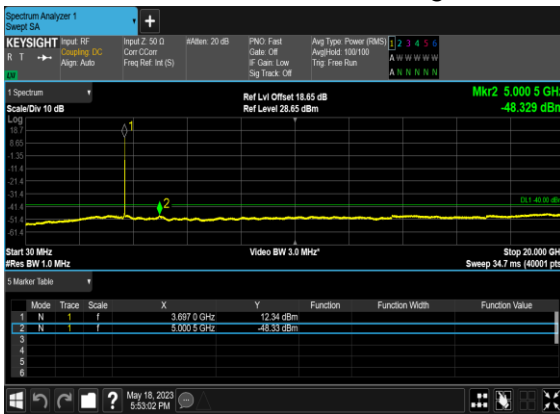 Spectrum Analyzer 1
Swept SA
KEYSIGHT Input: RF Input Z: 50 Ω #Atten: 20 dB PNO: Fast Avg Type: Power (RMS) 1 2 3 4 5 6
R T Coupling: DC Corr CCorr Gate: Off Avg|Hold: 100/100 A W W W W W
Align: Auto Freq Ref: Int (S) IF Gain: Low Trig: Free Run
LV Sig Track: Off A N N N N N
1 Spectrum Ref Lvl Offset 18.65 dB Mkr2 5.000 5 GHz
Scale/Div 10 dB Ref Level 28.65 dBm -48.329 dBm
Log
18.7
8.65
-1.35
-11.4
-21.4
-31.4
-41.4
-51.4
-61.4
1
2
DL1 -40.00 dBm
Start 30 MHz Video BW 3.0 MHz* Stop 20.000 GHz
#Res BW 1.0 MHz Sweep 34.7 ms (40001 pts)
5 Marker Table
Mode Trace Scale X Y Function Function Width Function Value
1 N 1 f 3.697 0 GHz 12.34 dBm
2 N 1 f 5.000 5 GHz -48.33 dBm
3
4
5
6
? May 18, 2023
5:53:02 PM